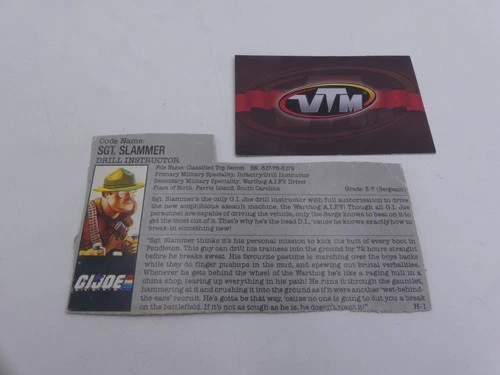 VTM
Code Name:
SGT. SLAMMER
DRILL INSTRUCTOR
File Name: Classified Top Secret SN: 317-76-5179
Primary Military Speciality: Infantry/Drill Instructor
Secondary Military Speciality: Warthog A.I.F.V. Driver
Place of Birth: Parris Island, South Carolina Grade: E-7 (Sergeant)
Sgt. Slammer's the only G.I. Joe drill instructor with full authorization to drive
the new amphibious assault machine, the Warthog A.I.F.V! Though all G.I. Joe
personnel are capable of driving the vehicle, only the Sarge knows to beat on it to
get the most out of it. That's why he's the head D.I., 'cause he knows exactly how to
break-in something new!
"Sgt. Slammer thinks it's his personal mission to kick the butt of every boot in
Pendleton. This guy can drill his trainees into the ground for 72 hours straight
before he breaks sweat. His favourite pastime is marching over the boys backs
while they do finger pushups in the mud, and spewing out brutal verbalities.
Whenever he gets behind the wheel of the Warthog he's like a raging bull in a
china shop, tearing up everything in his path! He runs it through the gauntlet,
hammering at it and crushing it into the ground as if it were another 'wet-behind-
the-ears' recruit. He's gotta be that way, 'cause no one is going to cut you a break
on the battlefield. If it's not as tough as he is, he doesn't want it!"
H-1
G.I. JOE